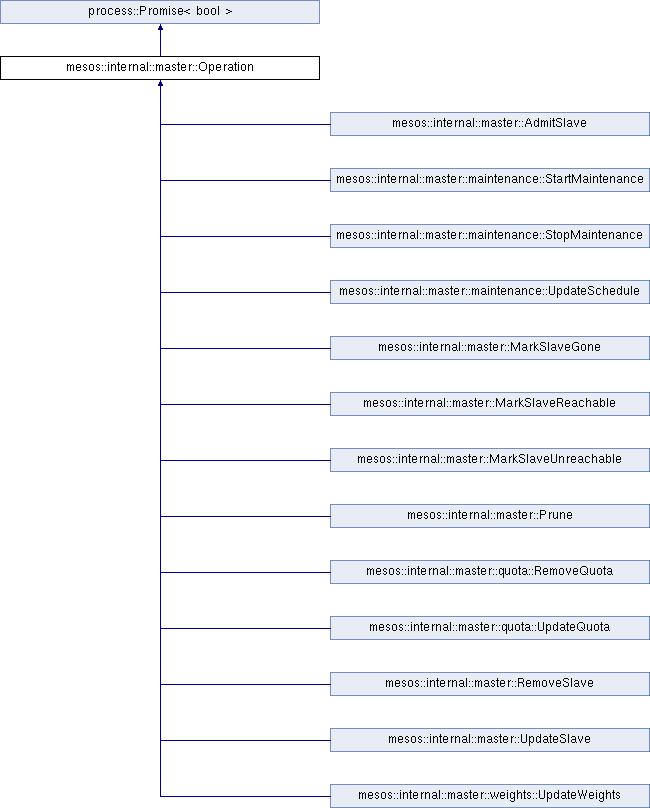 process::Promise< bool >
mesos::internal::master::Operation
mesos::internal::master::AdmitSlave
mesos::internal::master::maintenance::StartMaintenance
mesos::internal::master::maintenance::StopMaintenance
mesos::internal::master::maintenance::UpdateSchedule
mesos::internal::master::MarkSlaveGone
mesos::internal::master::MarkSlaveReachable
mesos::internal::master::MarkSlaveUnreachable
mesos::internal::master::Prune
mesos::internal::master::quota::RemoveQuota
mesos::internal::master::quota::UpdateQuota
mesos::internal::master::RemoveSlave
mesos::internal::master::UpdateSlave
mesos::internal::master::weights::UpdateWeights